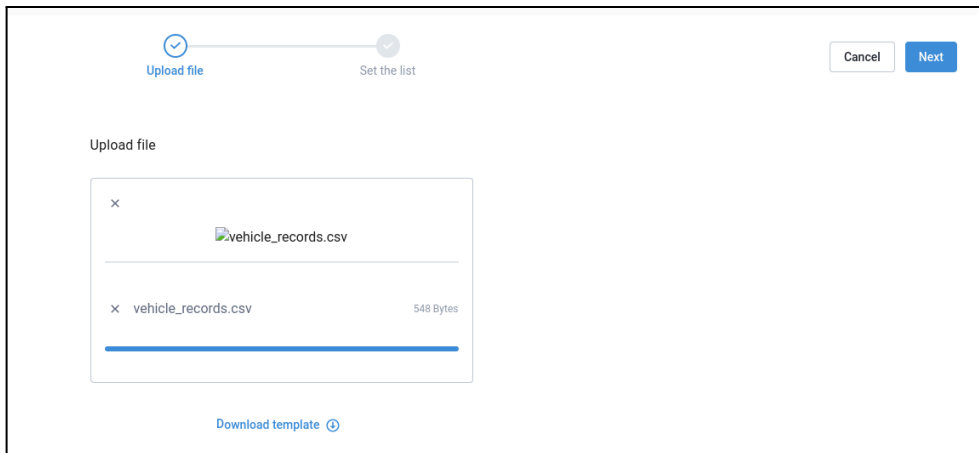 Upload file
Set the list
Cancel
Next
Upload file
vehicle_records.csv
vehicle_records.csv
548 Bytes
Download template